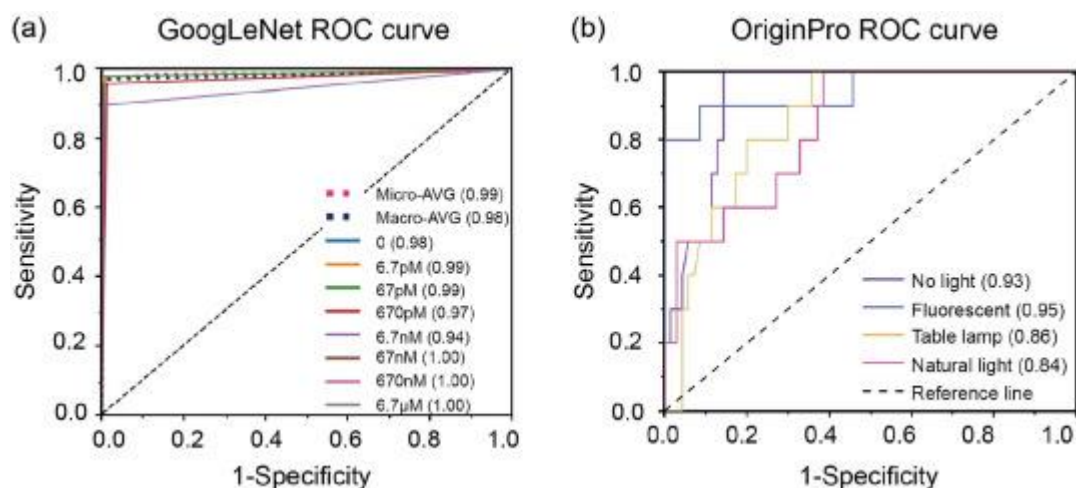 (a)
GoogLeNet ROC curve
1.0
0.8
0.6
0.4
0.2
0.0
Sensitivity
Micro-AVG (0.99)
Macro-AVG (0.98)
0 (0.98)
6.7pM (0.99)
67pM (0.99)
670pM (0.97)
6.7nM (0.94)
67nM (1.00)
670nM (1.00)
6.7μM (1.00)
0.0 0.2 0.4 0.6 0.8 1.0
1-Specificity
(b)
OriginPro ROC curve
1.0
0.8
0.6
0.4
0.2
0.0
Sensitivity
No light (0.93)
Fluorescent (0.95)
Table lamp (0.86)
Natural light (0.84)
Reference line
0.0 0.2 0.4 0.6 0.8 1.0
1-Specificity